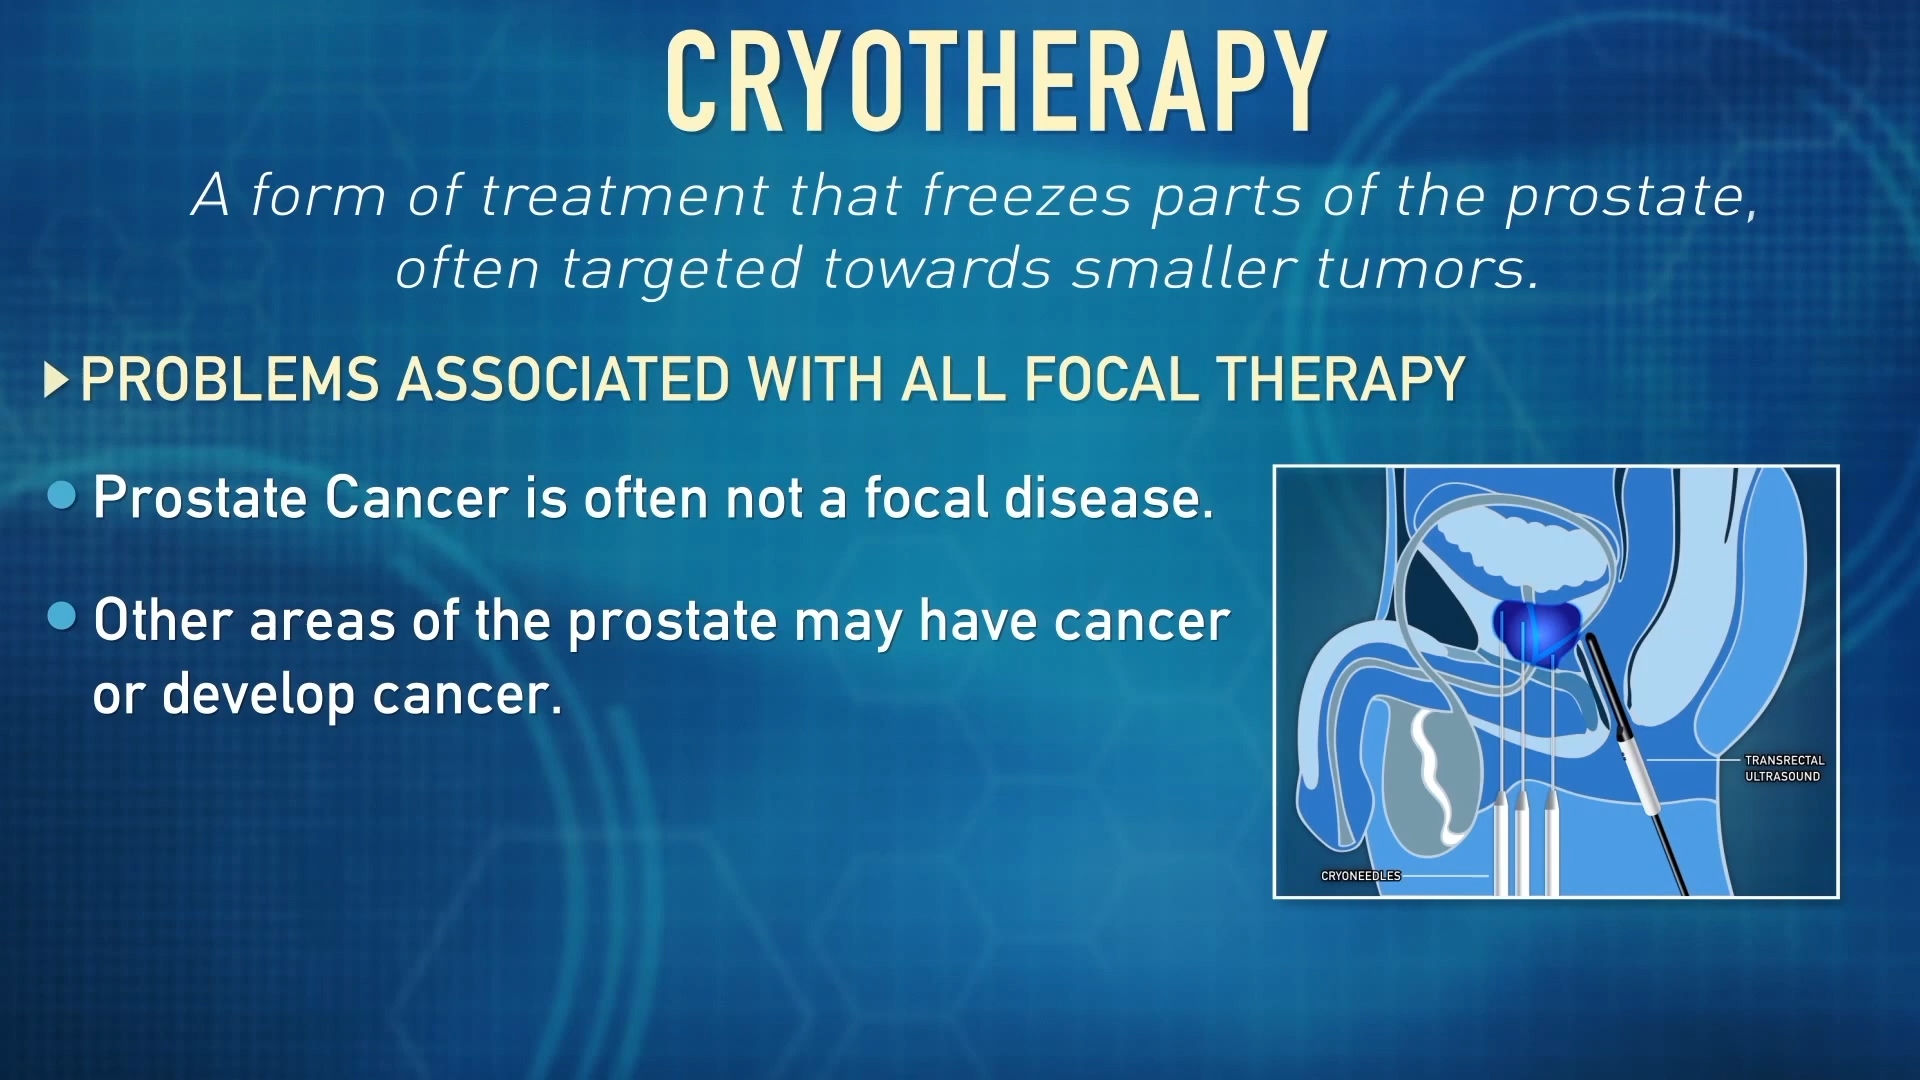 CRYOTHERAPY
A form of treatment that freezes parts of the prostate,
often targeted towards smaller tumors.
PROBLEMS ASSOCIATED WITH ALL FOCAL THERAPY
Prostate Cancer is often not a focal disease.
Other areas of the prostate may have cancer
or develop cancer.
TRANSRECTAL
ULTRASOUND
CRYONEEDLES